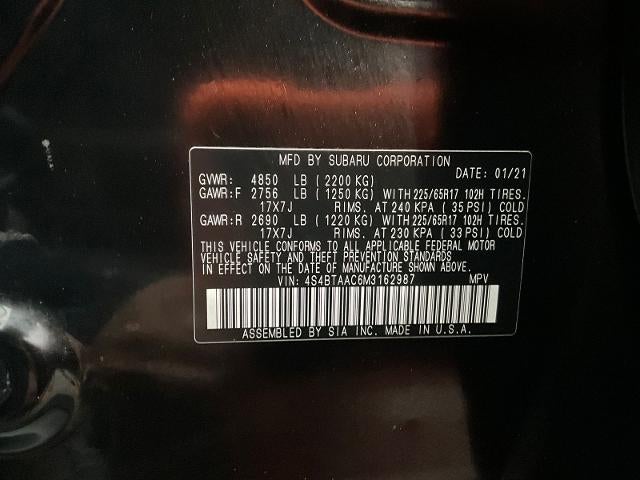 MFD BY SUBARU CORPORATION
DATE: 01/21
GVWR: 4850 LB ( 2200 KG)
GAWR:F 2756 LB ( 1250 KG) WITH 225/65R17 102H TIRES.
17X7J RIMS. AT 240 KPA ( 35 PSI) COLD
GAWR:R 2690 LB ( 1220 KG) WITH 225/65R17 102H TIRES.
17X7J RIMS. AT 230 KPA ( 33 PSI) COLD
THIS VEHICLE CONFORMS TO ALL APPLICABLE FEDERAL MOTOR
VEHICLE SAFETY AND THEFT PREVENTION STANDARDS
IN EFFECT ON THE DATE OF MANUFACTURE SHOWN ABOVE.
VIN: 4S4BTAAC6M3162987 MPV
ASSEMBLED BY SIA INC. MADE IN U.S.A.